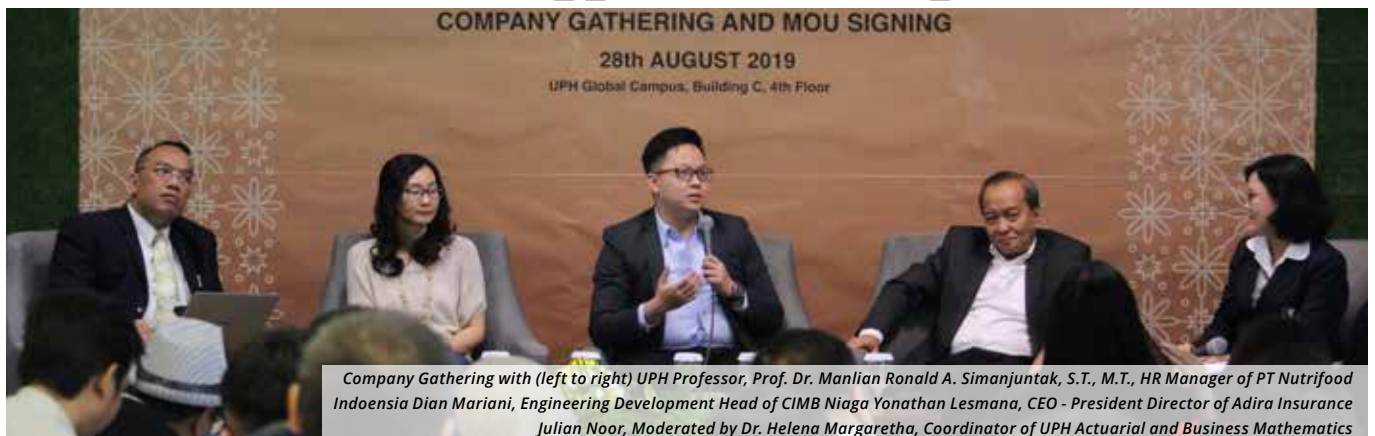 COMPANY GATHERING AND MOU SIGNING
28th AUGUST 2019
UPH Global Campus, Building C, 4th Floor
Company Gathering with (left to right) UPH Professor, Prof. Dr. Manlian Ronald A. Simanjuntak, S.T., M.T., HR Manager of PT Nutrifood
Indoensia Dian Mariani, Engineering Development Head of CIMB Niaga Yonathan Lesmana, CEO - President Director of Adira Insurance
Julian Noor, Moderated by Dr. Helena Margaretha, Coordinator of UPH Actuarial and Business Mathematics